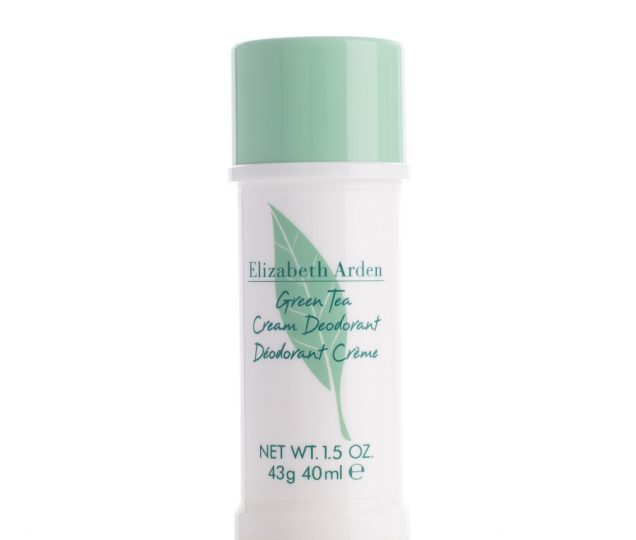 Elizabeth Arden
Green Tea
Cream Deodorant
Déodorant Crème
NET WT. 1.5 OZ.
43g 40ml ℮